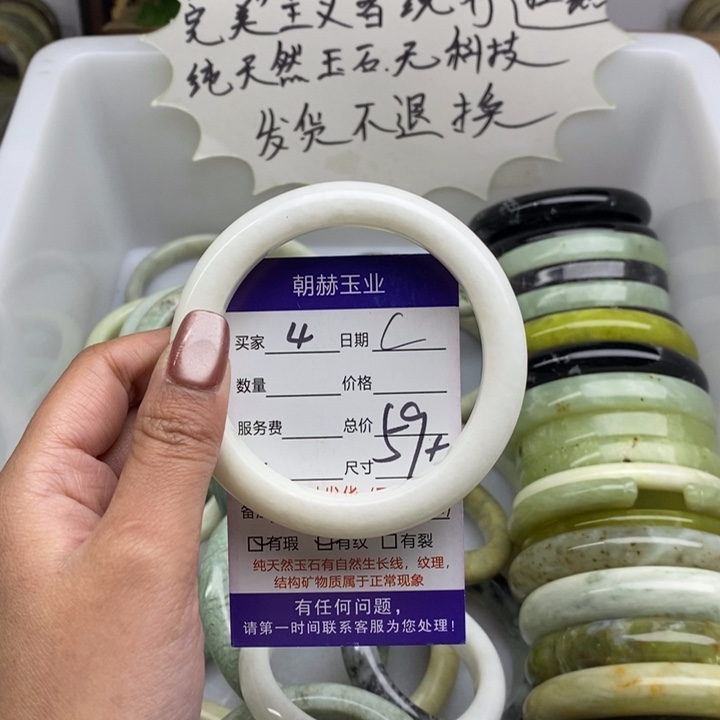 完美主义者绕行
纯天然玉石.无科技
发货不退换
朝赫玉业
买家 4 日期
数量 价格
服务费 总价 59
尺寸 57+
☑有瑕 ☑有纹 □有裂
纯天然玉石有自然生长线，纹理，
结构矿物质属于正常现象
有任何问题，
请第一时间联系客服为您处理！